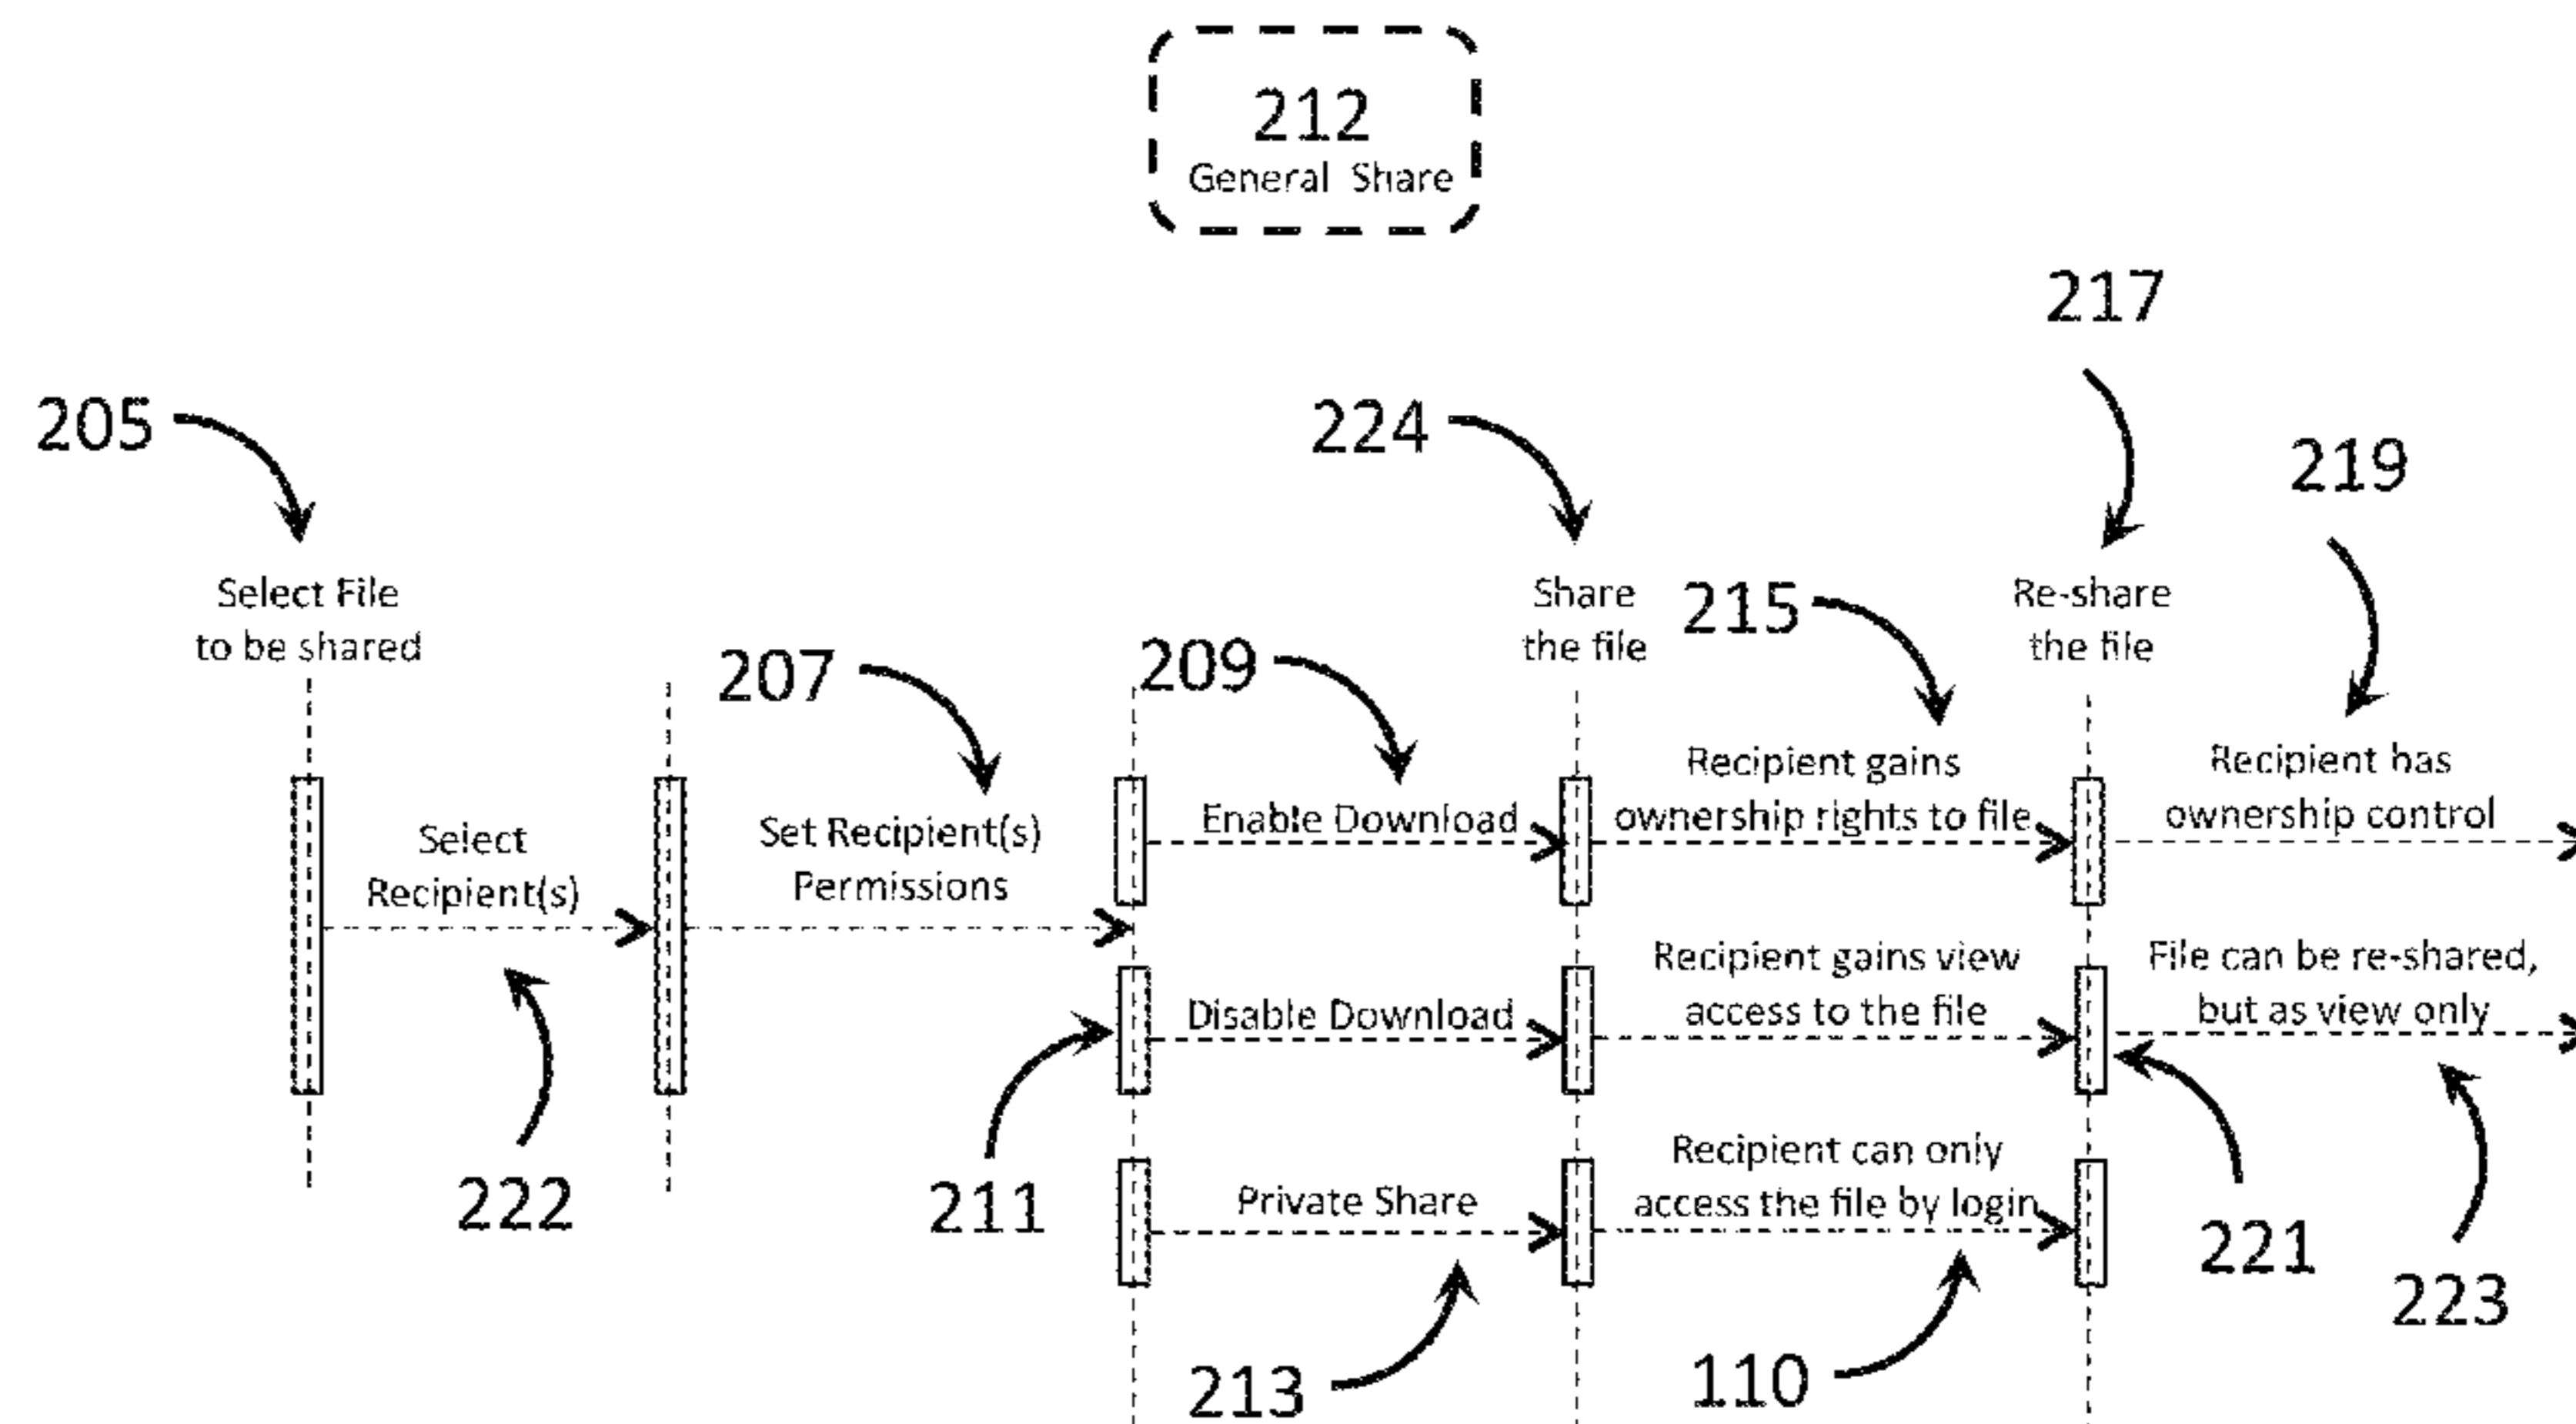 212
General Share
217
205
224
219
Select File
to be shared
Share
the file
215
Re-share
the file
207
209
Recipient gains
ownership rights to file
Recipient has
ownership control
Select
Recipient(s)
Set Recipient(s)
Permissions
Enable Download
Recipient gains view
access to the file
File can be re-shared,
but as view only
Disable Download
222
211
Private Share
Recipient can only
access the file by login
221
223
213
110